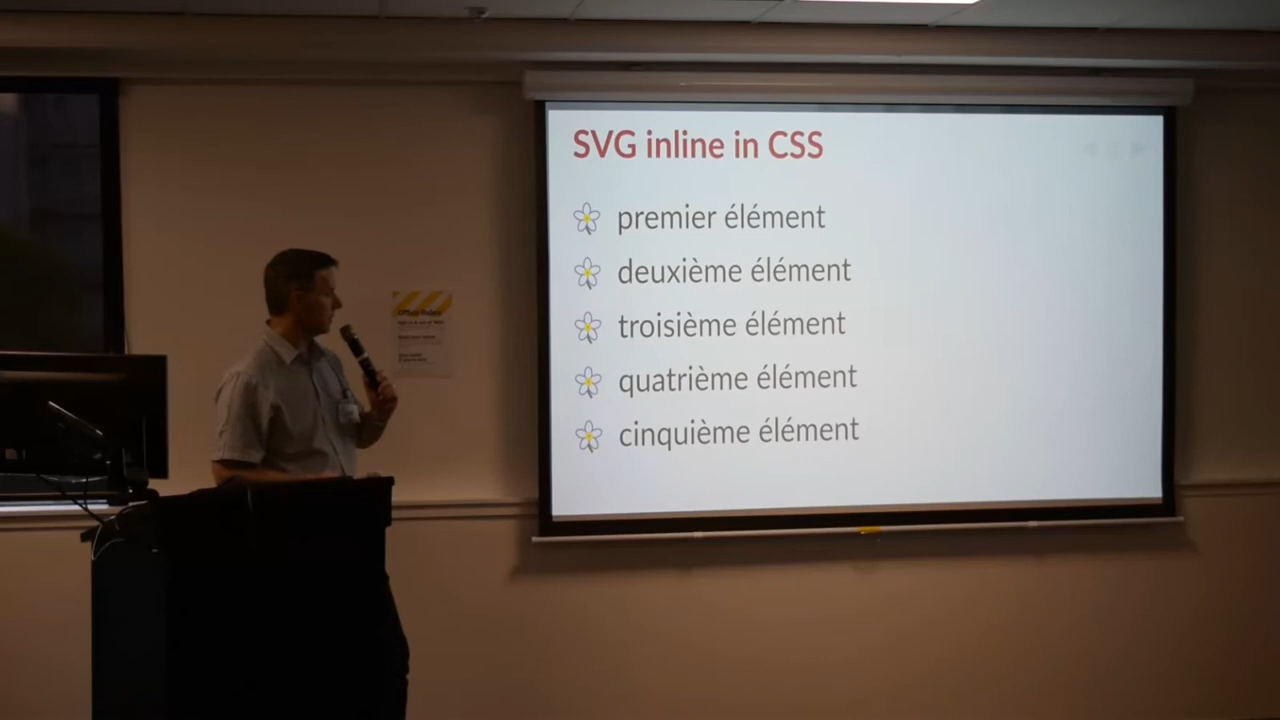 SVG inline in CSS
premier élément
deuxième élément
troisième élément
quatrième élément
cinquième élément